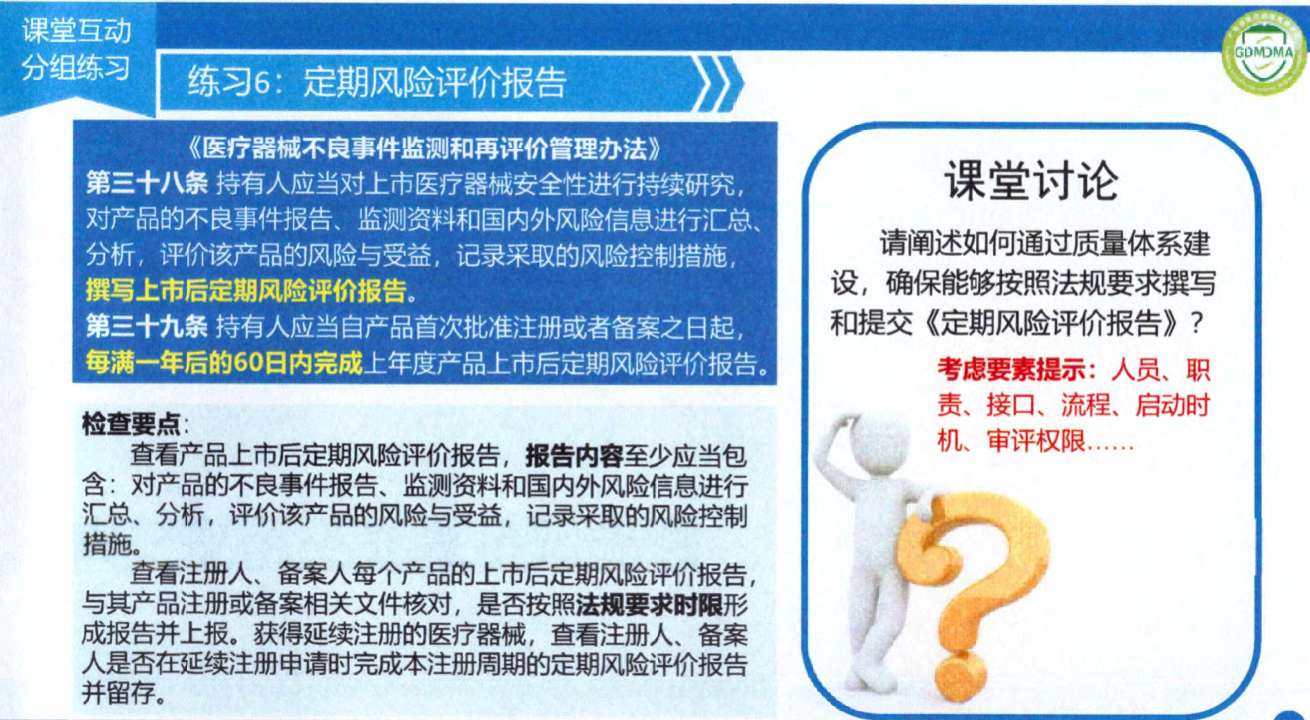 课堂互动
分组练习
GDMDMA
练习6：定期风险评价报告
《医疗器械不良事件监测和再评价管理办法》
第三十八条 持有人应当对上市医疗器械安全性进行持续研究，
对产品的不良事件报告、监测资料和国内外风险信息进行汇总、
分析，评价该产品的风险与受益，记录采取的风险控制措施，
撰写上市后定期风险评价报告。
第三十九条 持有人应当自产品首次批准注册或者备案之日起，
每满一年后的60日内完成上年度产品上市后定期风险评价报告。
检查要点：
查看产品上市后定期风险评价报告，报告内容至少应当包
含：对产品的不良事件报告、监测资料和国内外风险信息进行
汇总、分析，评价该产品的风险与受益，记录采取的风险控制
措施。
查看注册人、备案人每个产品的上市后定期风险评价报告，
与其产品注册或备案相关文件核对，是否按照法规要求时限形
成报告并上报。获得延续注册的医疗器械，查看注册人、备案
人是否在延续注册申请时完成本注册周期的定期风险评价报告
并留存。
课堂讨论
请阐述如何通过质量体系建
设，确保能够按照法规要求撰写
和提交《定期风险评价报告》？
考虑要素提示：人员、职
责、接口、流程、启动时
机、审评权限……